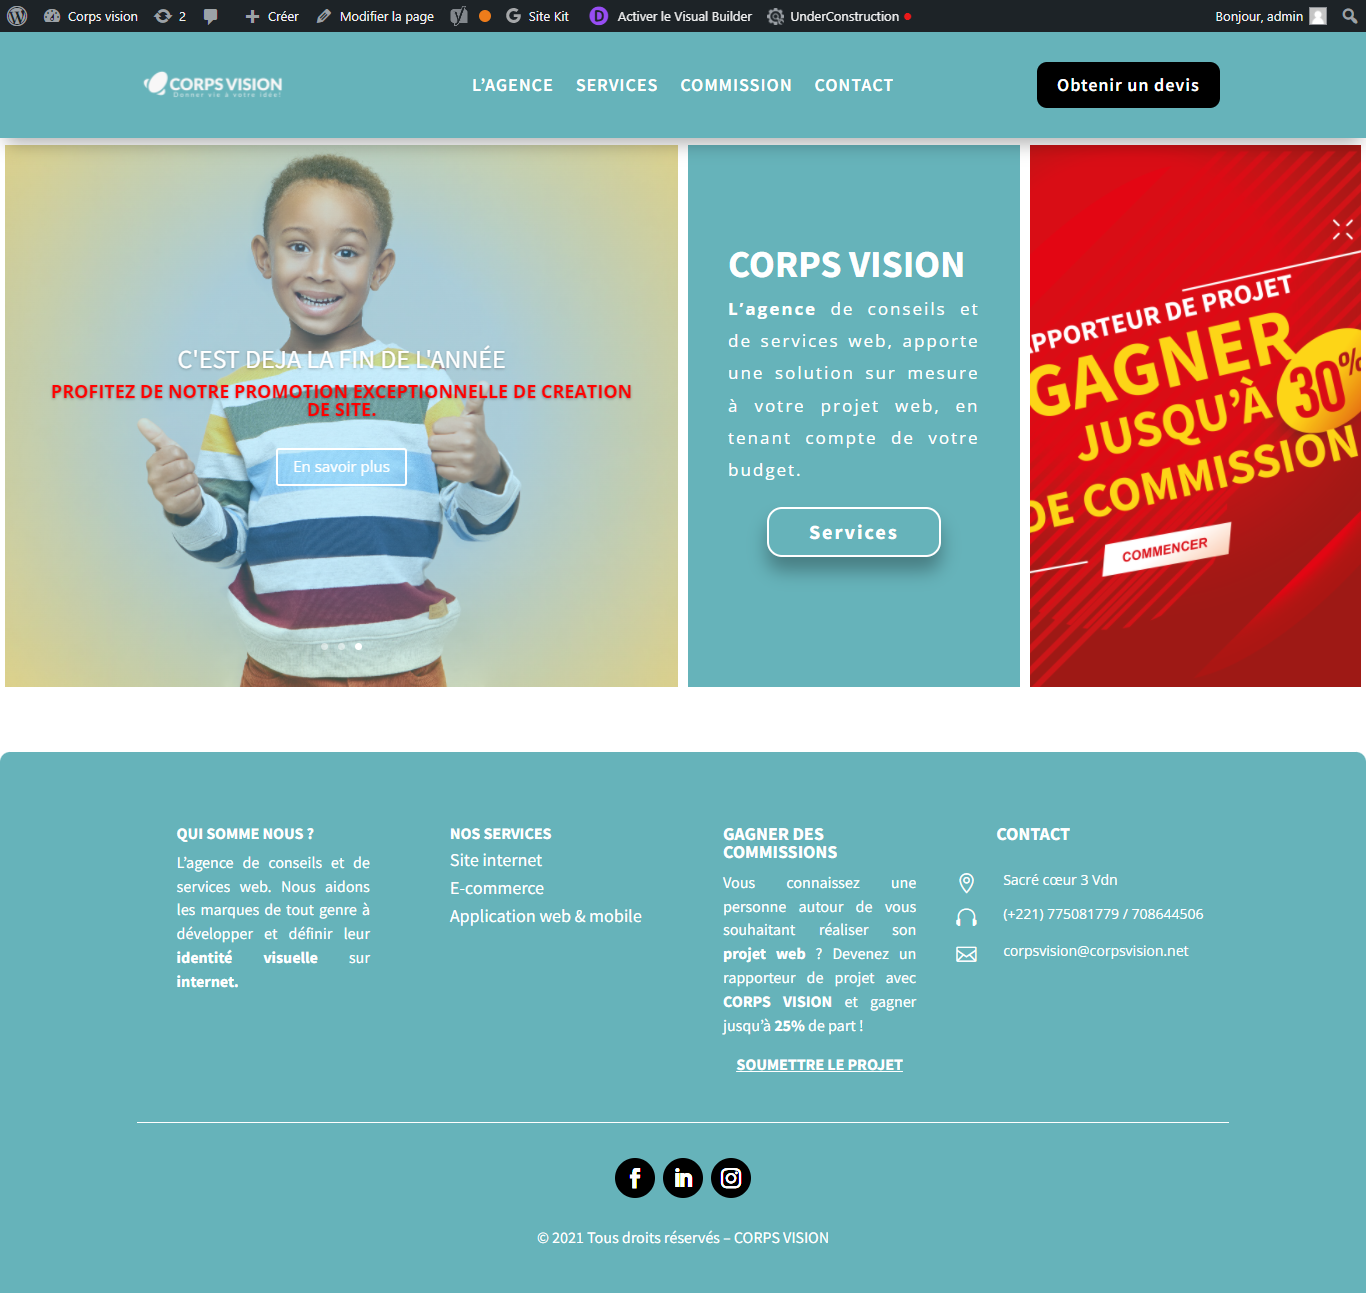 Corps vision
2
Créer
Modifier la page
Site Kit
D
Activer le Visual Builder
UnderConstruction
Bonjour, admin
CORPS VISION
Donner vie à votre idée!
L’AGENCE
SERVICES
COMMISSION
CONTACT
Obtenir un devis
C'EST DEJA LA FIN DE L'ANNÉE
PROFITEZ DE NOTRE PROMOTION EXCEPTIONNELLE DE CREATION
DE SITE.
En savoir plus
CORPS VISION
L’agence de conseils et
de services web, apporte
une solution sur mesure
à votre projet web, en
tenant compte de votre
budget.
Services
APPORTEUR DE PROJET
GAGNER
JUSQU’À
30%
DE COMMISSION
COMMENCER
QUI SOMME NOUS ?
L’agence de conseils et de
services web. Nous aidons
les marques de tout genre à
développer et définir leur
identité visuelle sur
internet.
NOS SERVICES
Site internet
E-commerce
Application web & mobile
GAGNER DES
COMMISSIONS
Vous connaissez une
personne autour de vous
souhaitant réaliser son
projet web ? Devenez un
rapporteur de projet avec
CORPS VISION et gagner
jusqu’à 25% de part !
SOUMETTRE LE PROJET
CONTACT
Sacré cœur 3 Vdn
(+221) 775081779 / 708644506
corpsvision@corpsvision.net
© 2021 Tous droits réservés – CORPS VISION